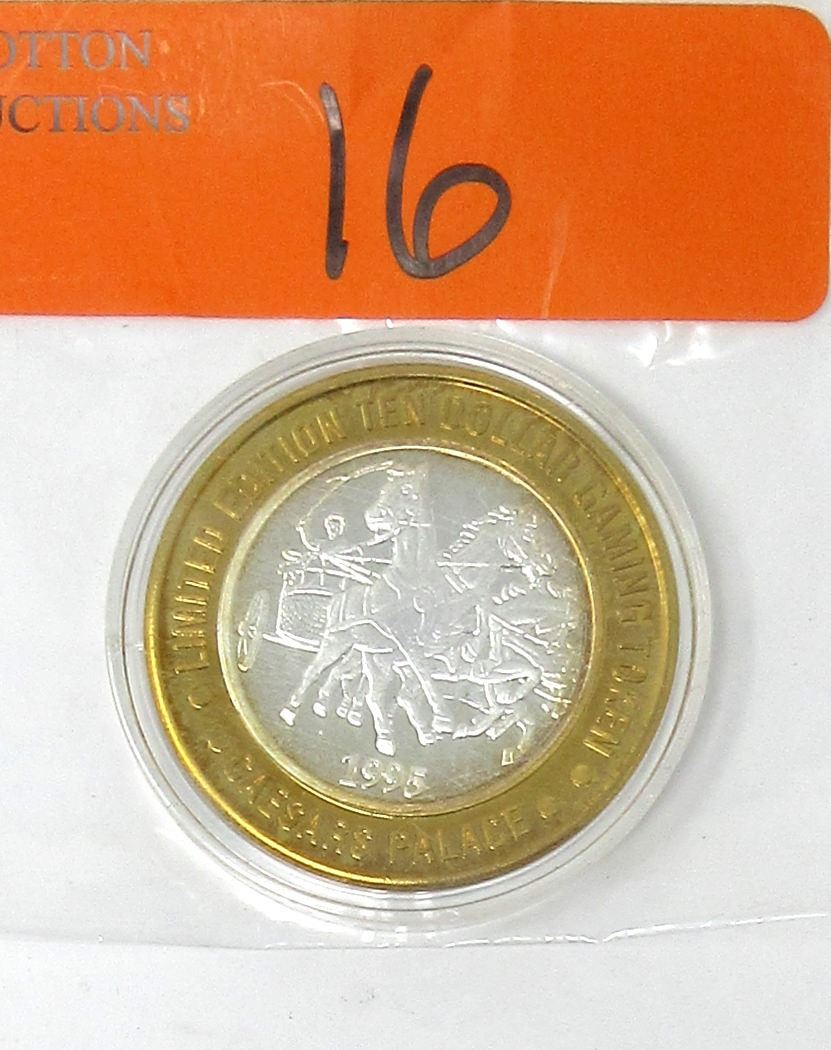 OTTON
UCTIONS
16
LIMITED EDITION TEN DOLLAR GAMING TOKEN
1995
CAESARS PALACE